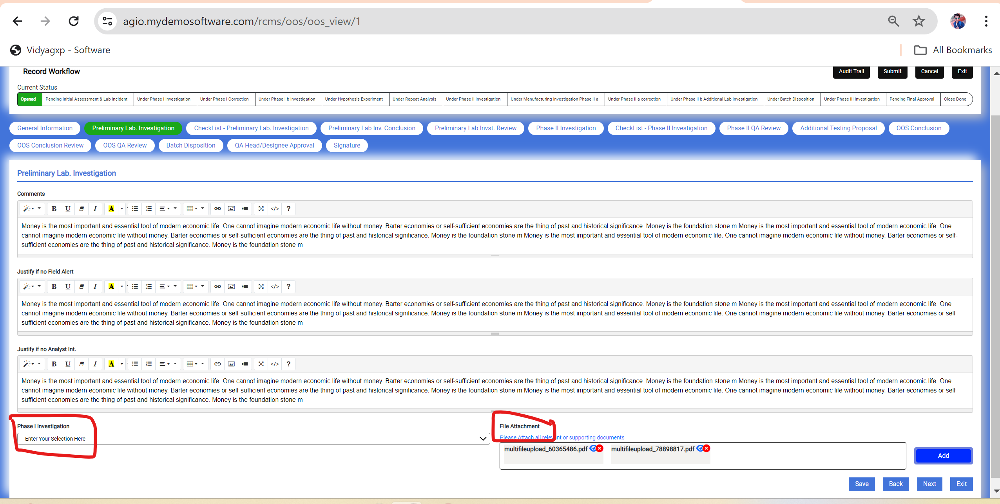 agio.mydemosoftware.com/rcms/oos/oos_view/1
Vidyagxp - Software
All Bookmarks
Record Workflow
Audit Trail Submit Cancel Exit
Current Status
Opened Pending Initial Assessment & Lab Incident Under Phase I Investigation Under Phase I Correction Under Phase I b Investigation Under Hypothesis Experiment Under Repeat Analysis Under Phase II Investigation Under Manufacturing Investigation Phase II a Under Phase II a correction Under Phase II b Additional Lab Investigation Under Batch Disposition Under Phase III Investigation Pending Final Approval Close Done
General Information Preliminary Lab. Investigation CheckList - Preliminary Lab. Investigation Preliminary Lab Inv. Conclusion Preliminary Lab Invst. Review Phase II Investigation CheckList - Phase II Investigation Phase II QA Review Additional Testing Proposal OOS Conclusion
OOS Conclusion Review OOS QA Review Batch Disposition QA Head/Designee Approval Signature
Preliminary Lab. Investigation
Comments
B U I A </> ?
Money is the most important and essential tool of modern economic life. One cannot imagine modern economic life without money. Barter economies or self-sufficient economies are the thing of past and historical significance. Money is the foundation stone m Money is the most important and essential tool of modern economic life. One
cannot imagine modern economic life without money. Barter economies or self-sufficient economies are the thing of past and historical significance. Money is the foundation stone m Money is the most important and essential tool of modern economic life. One cannot imagine modern economic life without money. Barter economies or self-
sufficient economies are the thing of past and historical significance. Money is the foundation stone m
Justify if no Field Alert
B U I A </> ?
Money is the most important and essential tool of modern economic life. One cannot imagine modern economic life without money. Barter economies or self-sufficient economies are the thing of past and historical significance. Money is the foundation stone m Money is the most important and essential tool of modern economic life. One
cannot imagine modern economic life without money. Barter economies or self-sufficient economies are the thing of past and historical significance. Money is the foundation stone m Money is the most important and essential tool of modern economic life. One cannot imagine modern economic life without money. Barter economies or self-
sufficient economies are the thing of past and historical significance. Money is the foundation stone m
Justify if no Analyst Int.
B U I A </> ?
Money is the most important and essential tool of modern economic life. One cannot imagine modern economic life without money. Barter economies or self-sufficient economies are the thing of past and historical significance. Money is the foundation stone m Money is the most important and essential tool of modern economic life. One
cannot imagine modern economic life without money. Barter economies or self-sufficient economies are the thing of past and historical significance. Money is the foundation stone m Money is the most important and essential tool of modern economic life. One cannot imagine modern economic life without money. Barter economies or self-
sufficient economies are the thing of past and historical significance. Money is the foundation stone m
Phase I Investigation
Enter Your Selection Here
File Attachment
Please Attach all relevant or supporting documents
multifileupload_60365486.pdf multifileupload_78898817.pdf
Add
Save Back Next Exit